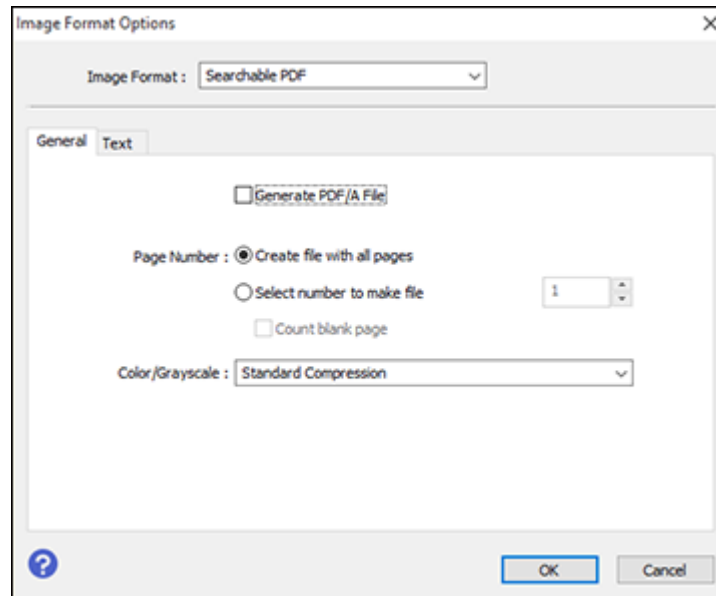 Image Format Options
Image Format : Searchable PDF
General Text
Generate PDF/A File
Page Number : Create file with all pages
Select number to make file 1
Count blank page
Color/Grayscale : Standard Compression
? OK Cancel